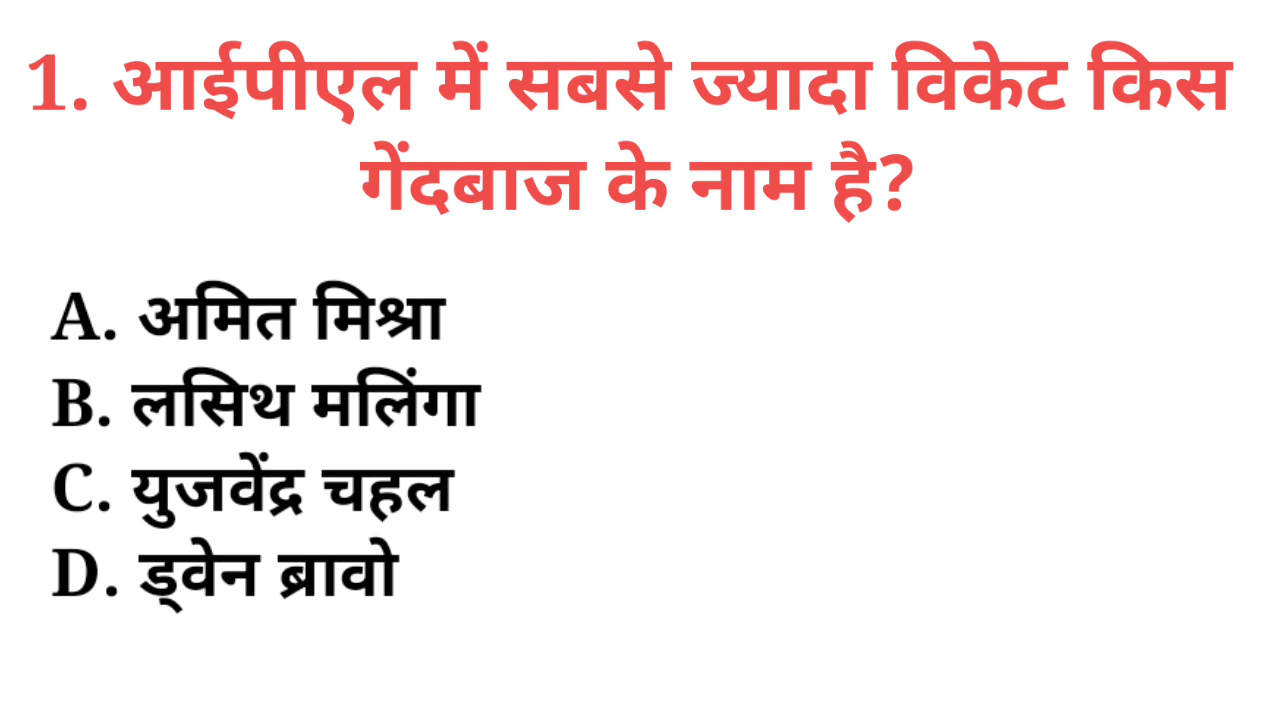 1. आईपीएल में सबसे ज्यादा विकेट किस
गेंदबाज के नाम है?
A. अमित मिश्रा
B. लसिथ मलिंगा
C. युजवेंद्र चहल
D. ड्वेन ब्रावो